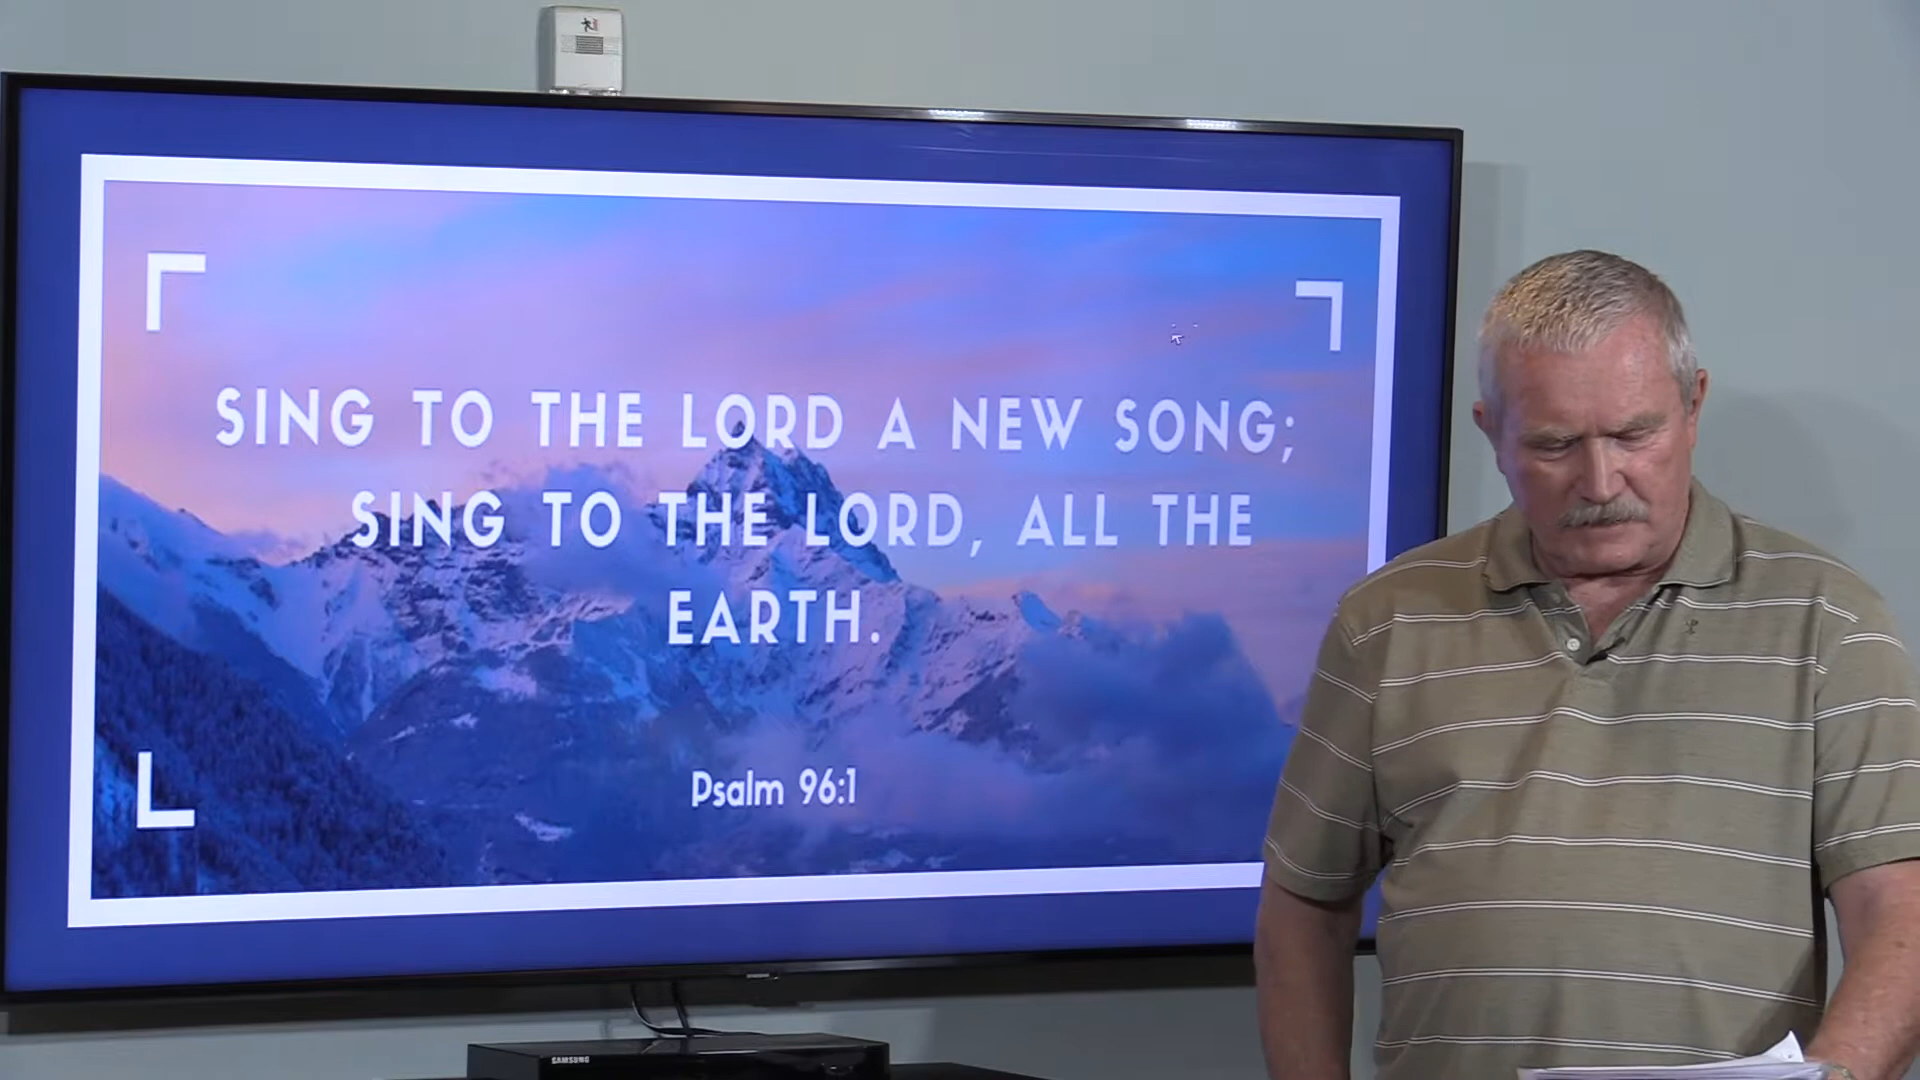 SING TO THE LORD A NEW SONG;
SING TO THE LORD, ALL THE
EARTH.
Psalm 96:1
SAMSUNG